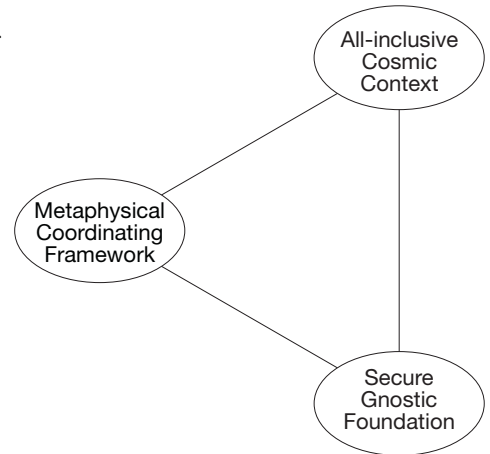 All-inclusive
Cosmic
Context
Metaphysical
Coordinating
Framework
Secure
Gnostic
Foundation